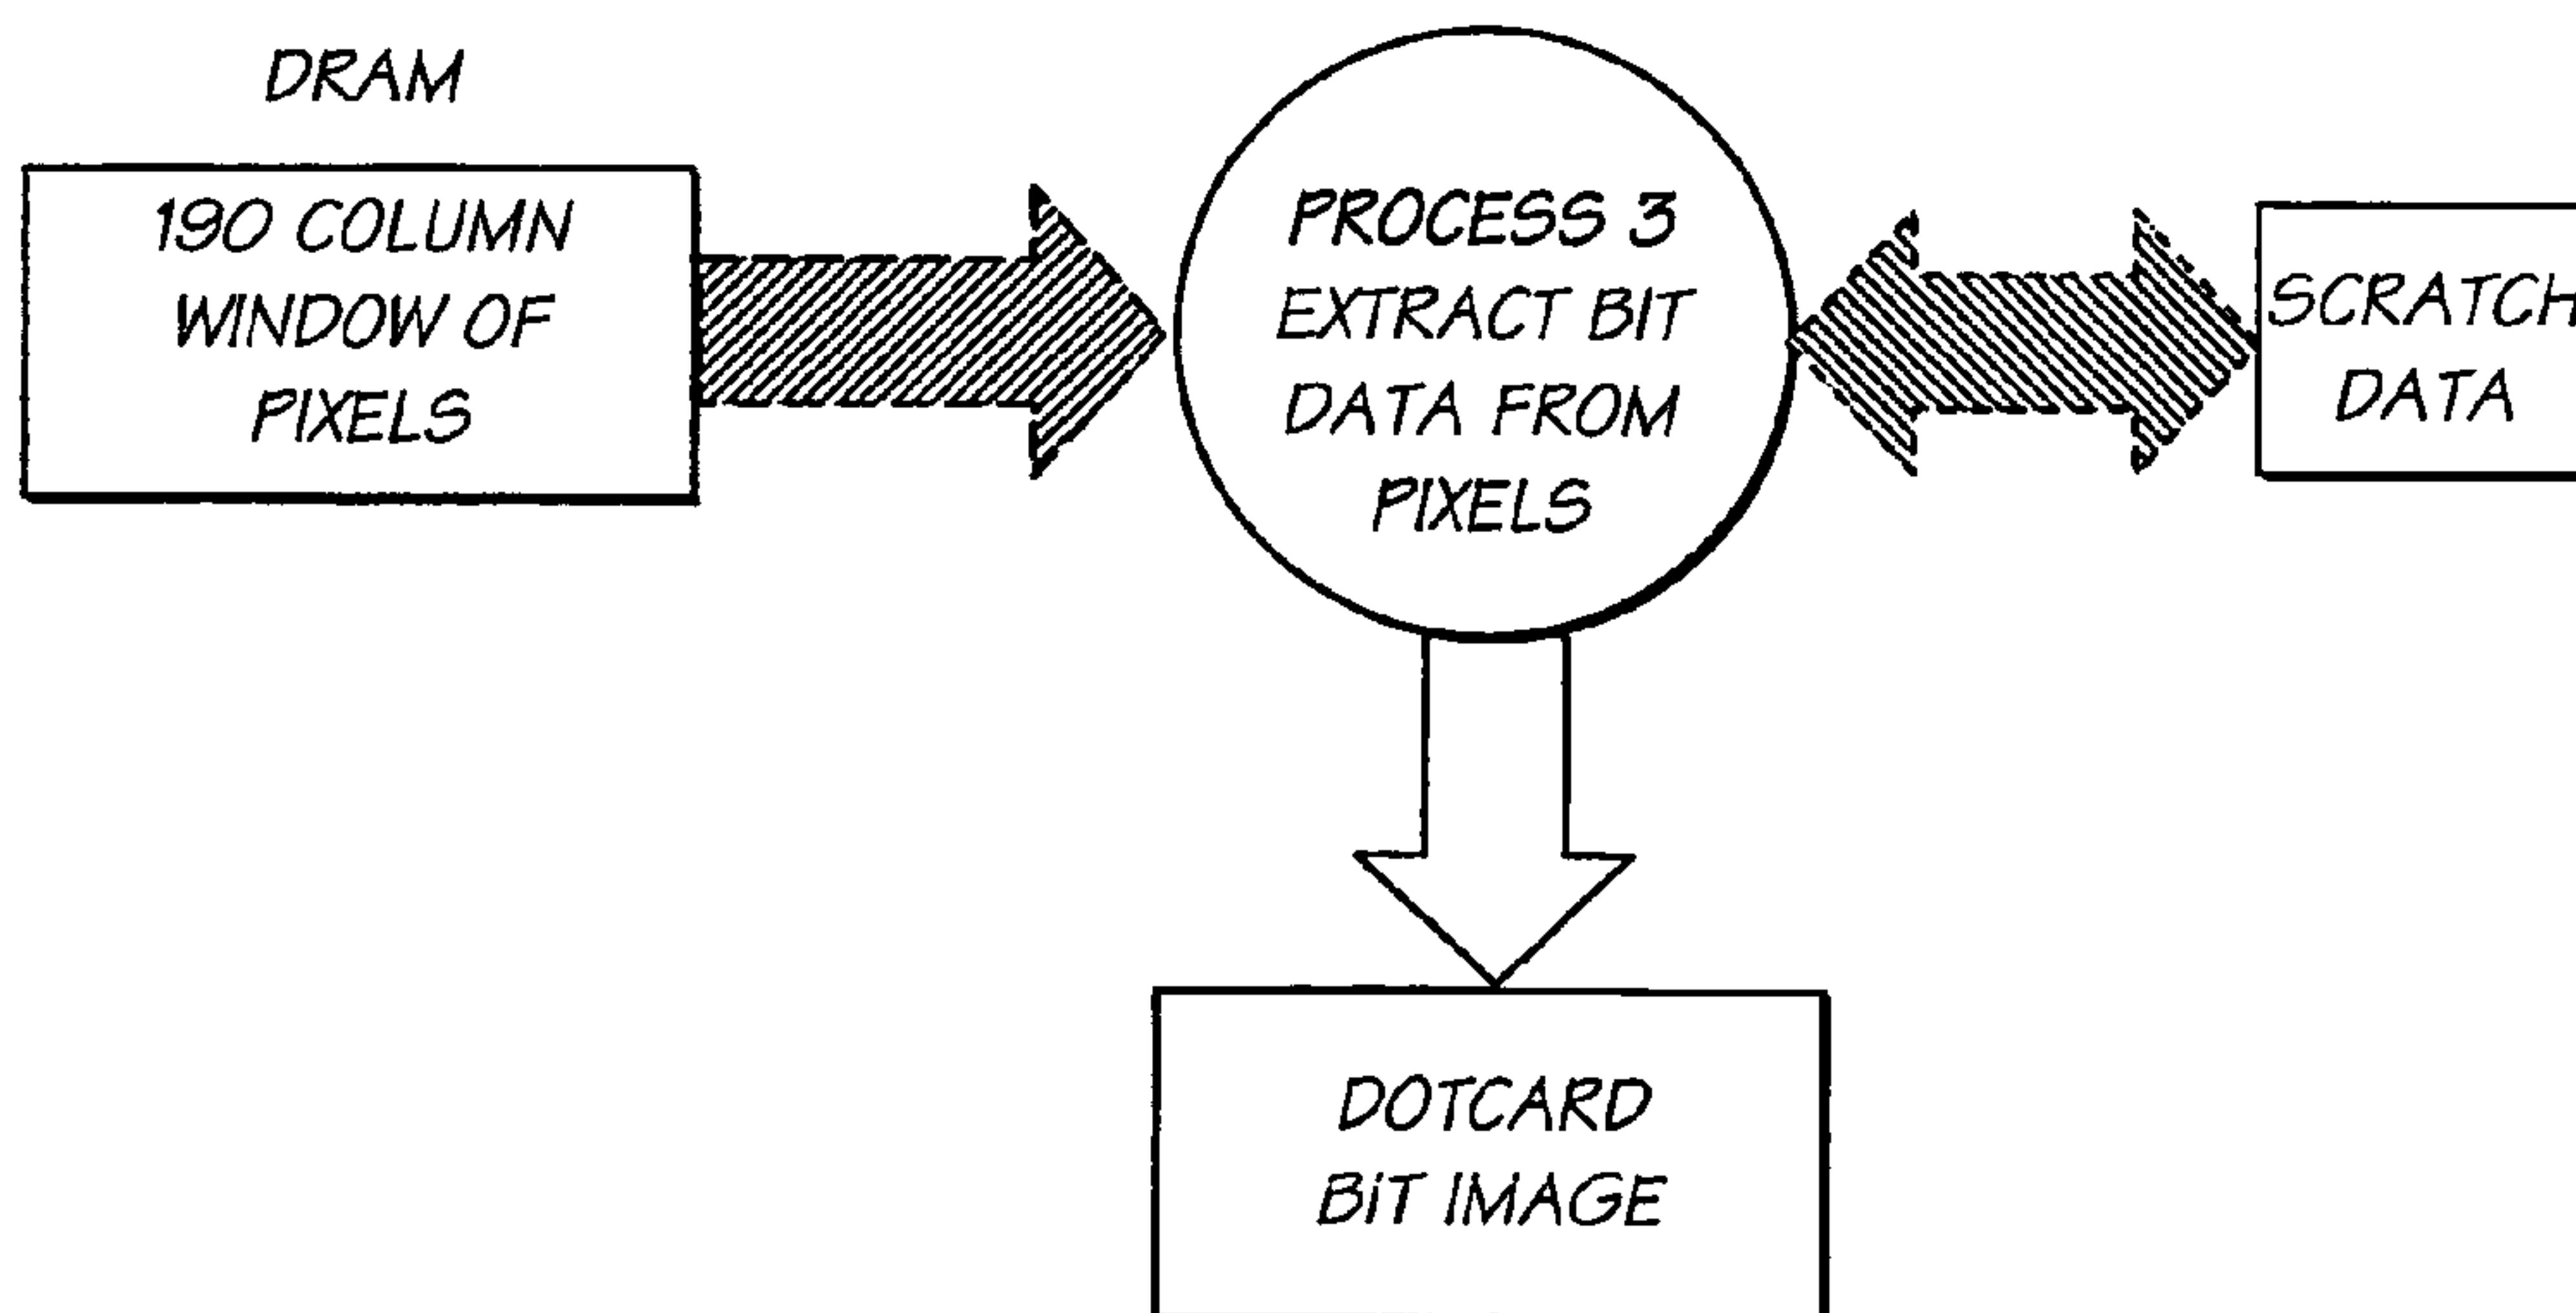 DRAM
190 COLUMN
WINDOW OF
PIXELS
PROCESS 3
EXTRACT BIT
DATA FROM
PIXELS
SCRATCH
DATA
DOTCARD
BiT IMAGE